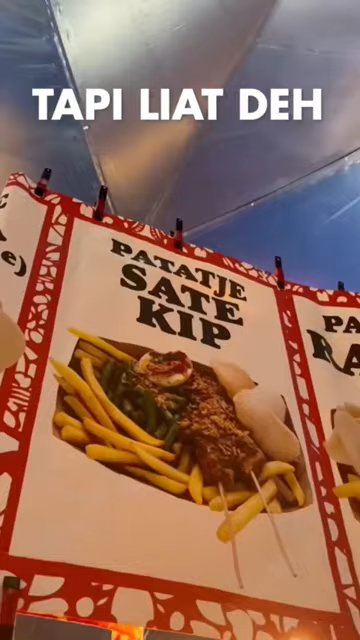 TAPI LIAT DEH
e)
PATATJE
SATE
KIP
PA
RA